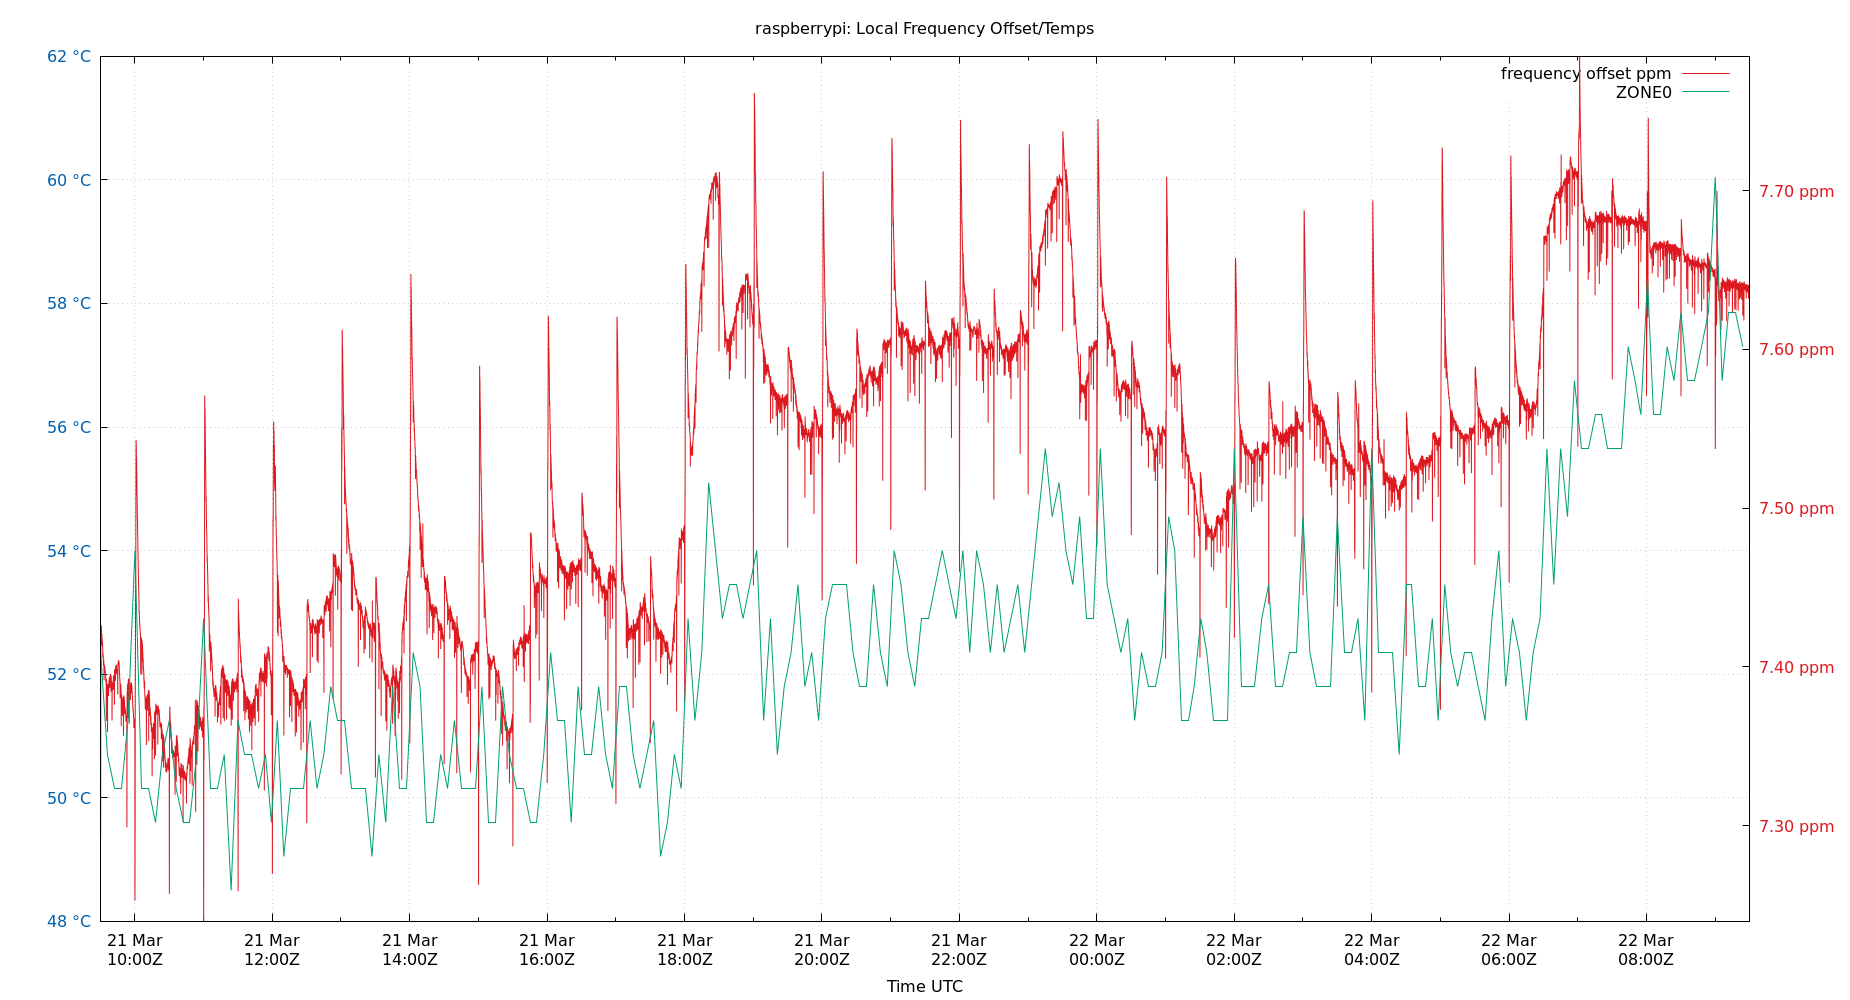 raspberrypi: Local Frequency Offset/Temps
62 °C
60 °C
58 °C
56 °C
54 °C
52 °C
50 °C
48 °C
frequency offset ppm
ZONE0
7.70 ppm
7.60 ppm
7.50 ppm
7.40 ppm
7.30 ppm
21 Mar 21 Mar 21 Mar 21 Mar 21 Mar 21 Mar 21 Mar 22 Mar 22 Mar 22 Mar 22 Mar 22 Mar
10:00Z 12:00Z 14:00Z 16:00Z 18:00Z 20:00Z 22:00Z 00:00Z 02:00Z 04:00Z 06:00Z 08:00Z
Time UTC